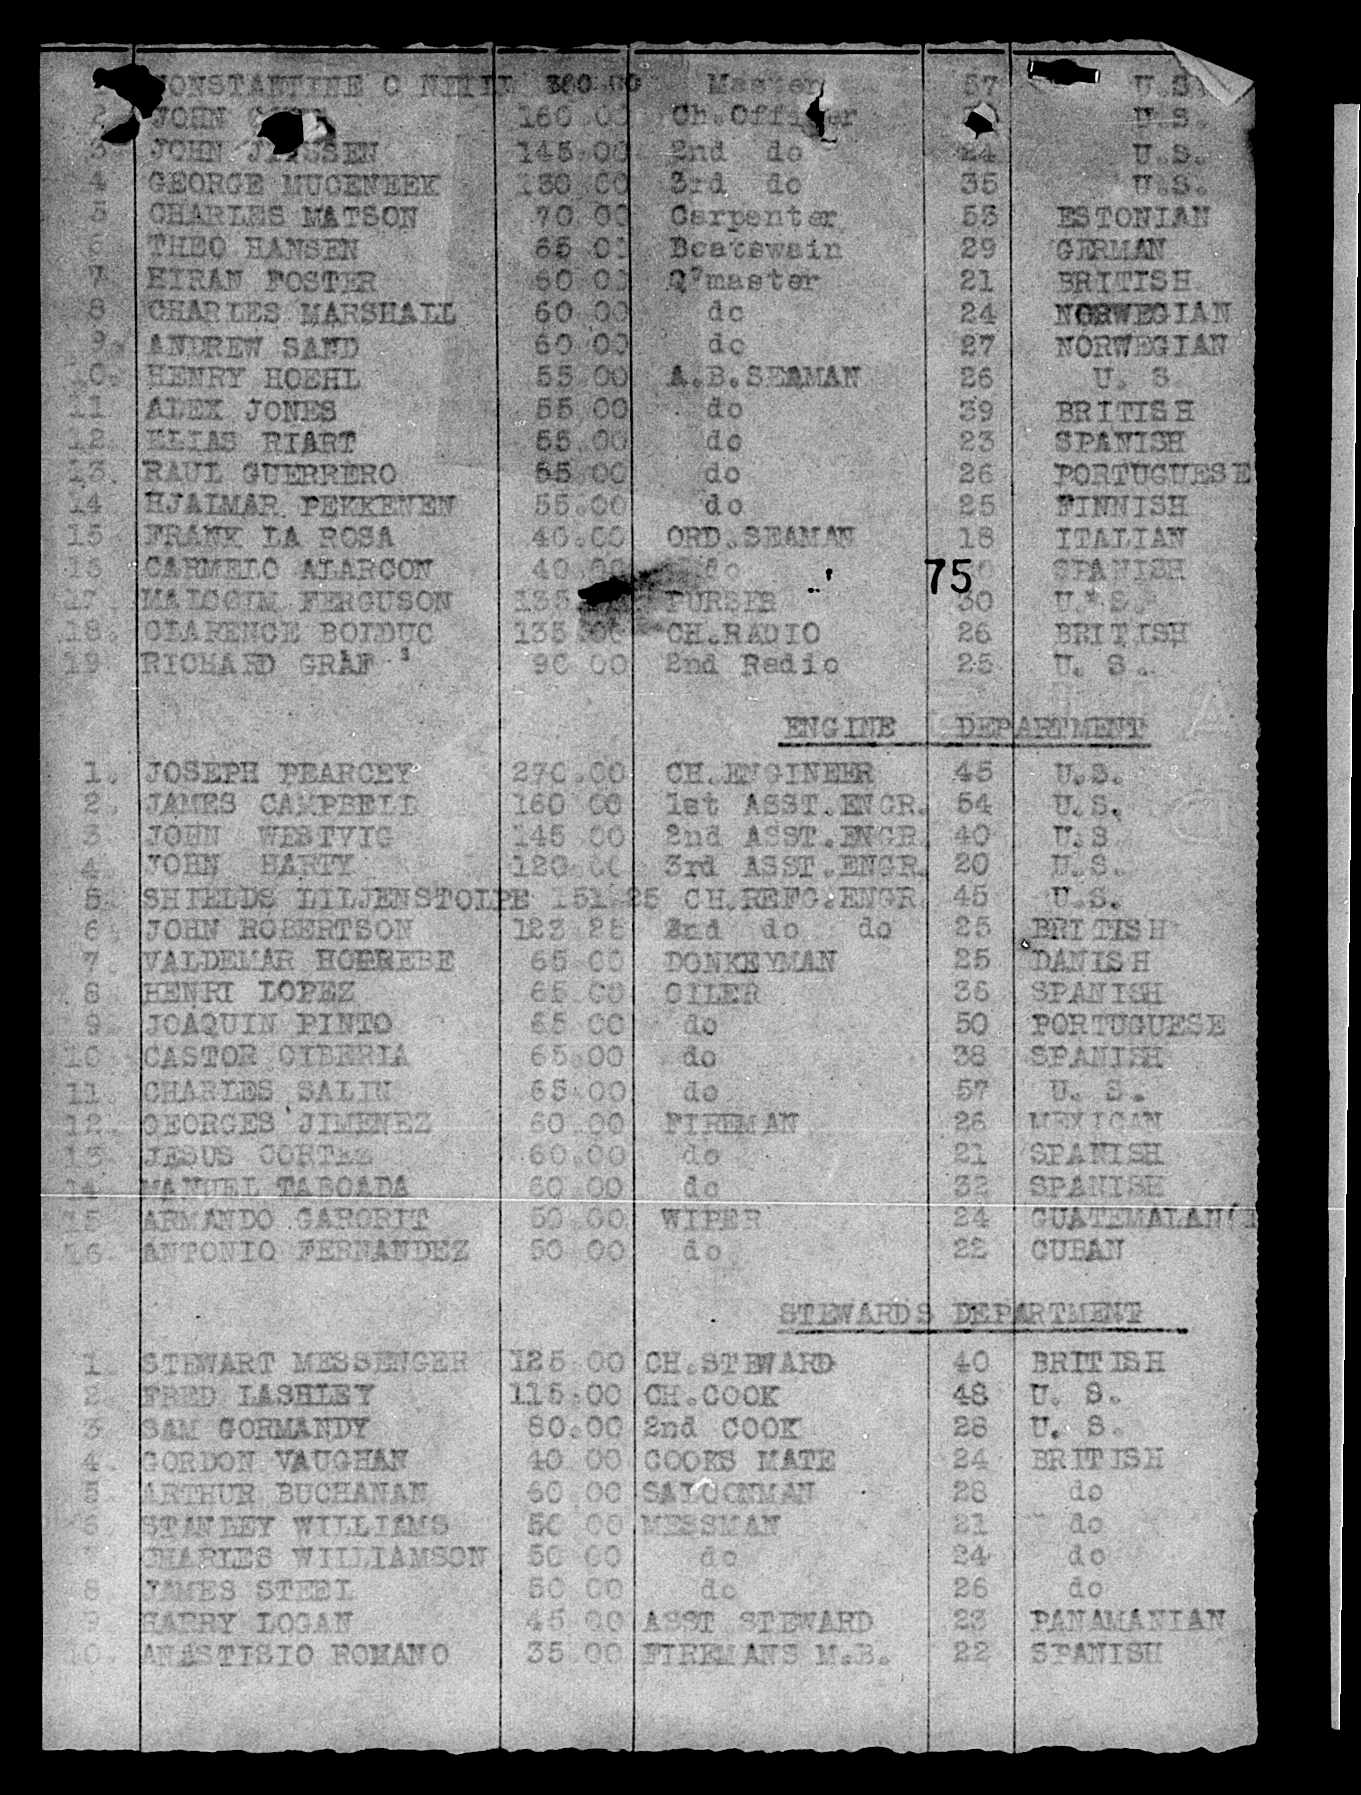 CONSTANTINE O 360.00 Master 57 U.S.
2 JOHN 160.00 Ch.Officer U.S.
3. JOHN 145.00 2nd do 24 U.S.
4 GEORGE MUCENEEK 130.00 3rd do 35 U.S.
5 CHARLES MATSON 70.00 Carpenter 53 ESTONIAN
6 THEO HANSEN 65 00 Boatswain 29 GERMAN
7 HIRAN FOSTER 60 00 Q'master 21 BRITISH
8 CHARLES MARSHALL 60 00 do 24 NORWEGIAN
9. ANDREW SAND 60 00 do 27 NORWEGIAN
10. HENRY HOEHL 55.00 A.B.SEAMAN 26 U. S
11 ALEX JONES 55 00 do 39 BRITISH
12. ELIAS RIART 55.00 do 23 SPANISH
13. RAUL GUERRERO 55.00 do 26 PORTUGUESE
14 HJALMAR PEKKENEN 55.00 do 25 FINNISH
15 FRANK LA ROSA 40.00 ORD.SEAMAN 18 ITALIAN
16 CARMELO ALARCON 40.00 do 75 SPANISH
17. MALCOLM FERGUSON 135 PURSER 30 U. S.
18. CLARENCE BOLDUC 135.00 CH.RADIO 26 BRITISH
19 RICHARD GRAF 90 00 2nd Radio 25 U. S.
ENGINE DEPARTMENT
1. JOSEPH PEARCEY 270.00 CH.ENGINEER 45 U.S.
2. JAMES CAMPBELL 160 00 1st ASST.ENGR. 54 U.S.
3. JOHN WESTVIG 145 00 2nd ASST.ENGR. 40 U.S
4. JOHN HARTY 120.00 3rd ASST.ENGR. 20 U.S.
5. SHIELDS LILJENSTOLPE 151.25 CH.REFG.ENGR. 45 U.S.
6. JOHN ROBERTSON 123 25 2nd do do 25 BRITISH
7. VALDEMAR HORREBE 65 00 DONKEYMAN 25 DANISH
8 HENRI LOPEZ 65.00 OILER 36 SPANISH
9 JOAQUIN PINTO 65 00 do 50 PORTUGUESE
10 CASTOR OIBERIA 65.00 do 38 SPANISH
11. CHARLES SALIN 65.00 do 57 U. S.
12. GEORGES JIMENEZ 60.00 FIREMAN 26 MEXICAN
13. JESUS CORTEZ 60.00 do 21 SPANISH
14. MANUEL TABOADA 60 00 do 32 SPANISH
15 ARMANDO GARORIT 50.00 WIPER 24 GUATEMALAN
16. ANTONIO FERNANDEZ 50 00 do 22 CUBAN
STEWARDS DEPARTMENT
1. STEWART MESSENGER 125 00 CH.STEWARD 40 BRITISH
2. FRED LASHLEY 115.00 CH.COOK 48 U. S.
3 SAM GORMANDY 80.00 2nd COOK 28 U. S.
4. GORDON VAUGHAN 40 00 COOKS MATE 24 BRITISH
5. ARTHUR BUCHANAN 60.00 SALOONMAN 28 do
6. STANLEY WILLIAMS 50 00 MESSMAN 21 do
CHARLES WILLIAMSON 50 00 do 24 do
8 JAMES STEEL 50 00 do 26 do
9 HARRY LOGAN 45.00 ASST STEWARD 23 PANAMANIAN
10. ANASTISIO ROMANO 35.00 FIREMANS M.B. 22 SPANISH